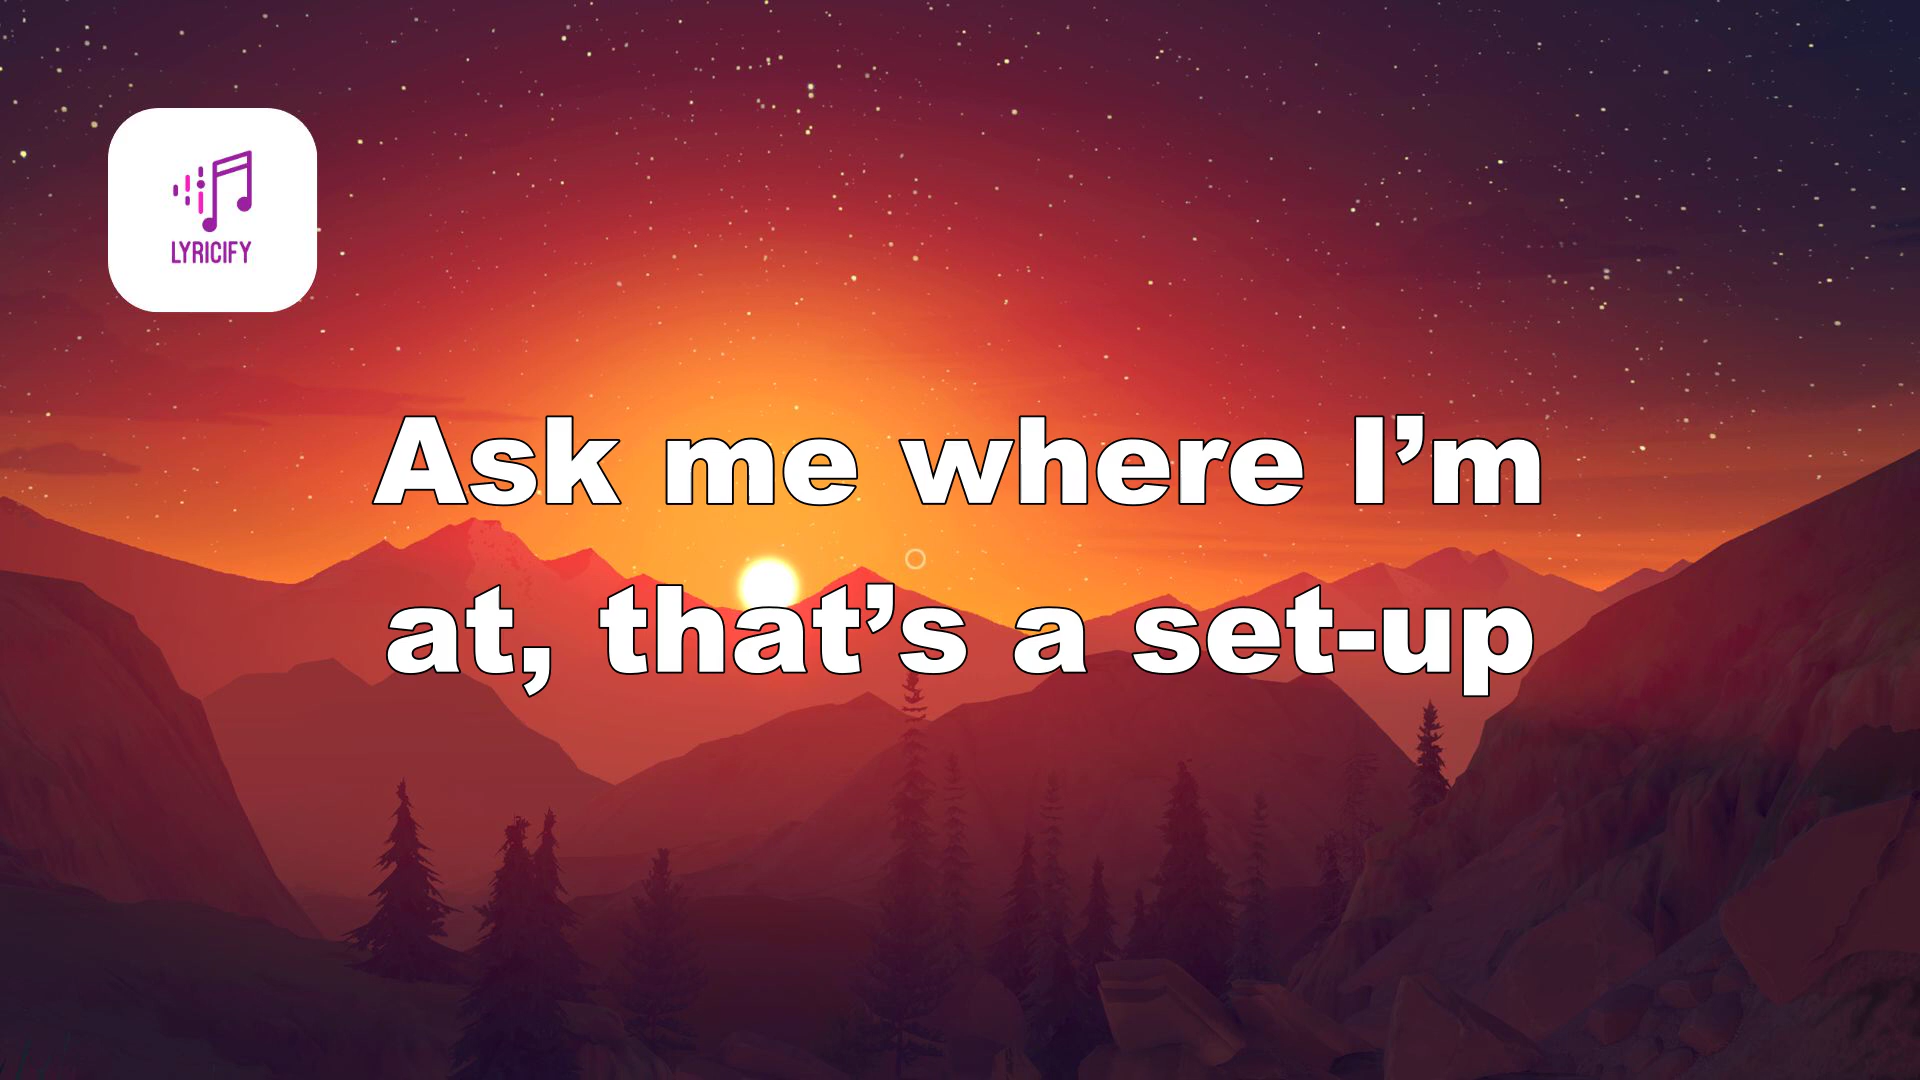 LYRICIFY
Ask me where I’m
at, that’s a set-up